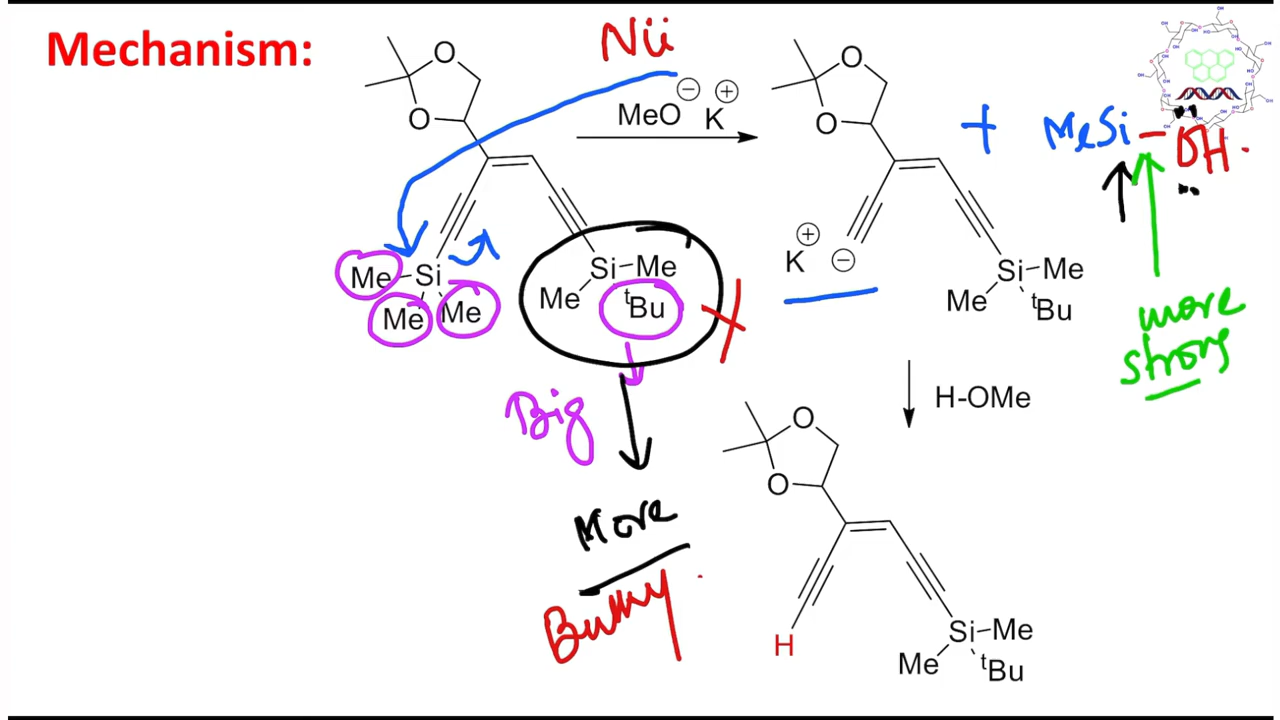 Mechanism:
Nü
MeO⊖ K⊕
O
O
Me Si
Me Me
Si Me
Me tBu
Big
More
Bulky
O
O
K⊕ ⊖
Si Me
Me tBu
+ MeSi-OH.
more
strong
H-OMe
O
O
H
Si Me
Me tBu